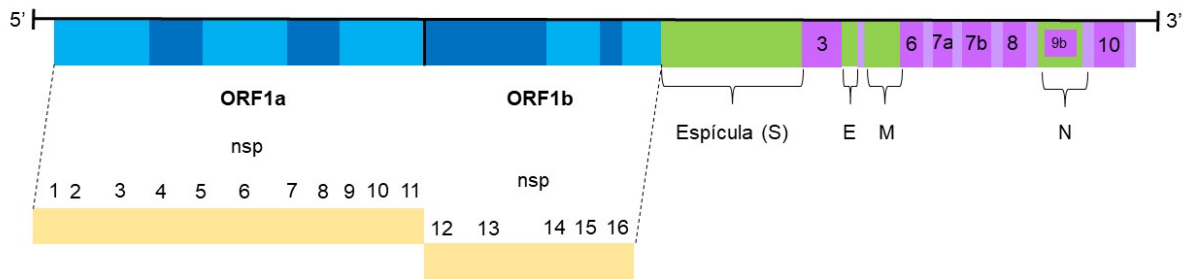 5’ 3’
3 6 7a 7b 8 9b 10
ORF1a ORF1b
Espícula (S) E M N
nsp nsp
1 2 3 4 5 6 7 8 9 10 11
12 13 14 15 16